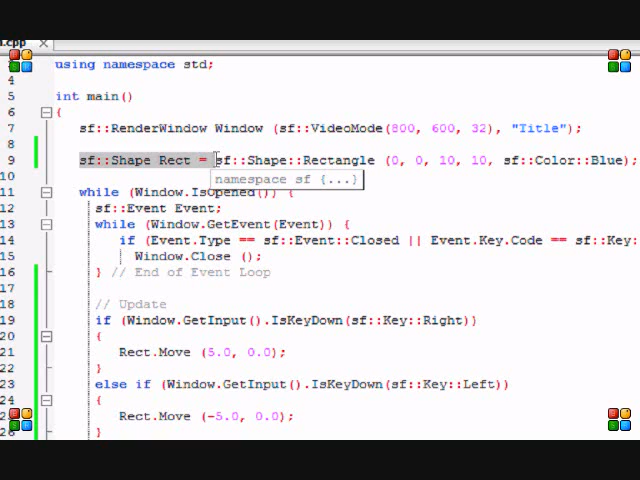 .cpp
using namespace std;
4
5 int main()
6 {
7 sf::RenderWindow Window (sf::VideoMode(800, 600, 32), "Title");
8
9 sf::Shape Rect = sf::Shape::Rectangle (0, 0, 10, 10, sf::Color::Blue);
10 namespace sf {...}
11 while (Window.IsOpened()) {
12 sf::Event Event;
13 while (Window.GetEvent(Event)) {
14 if (Event.Type == sf::Event::Closed || Event.Key.Code == sf::Key:
15 Window.Close ();
16 } // End of Event Loop
17
18 // Update
19 if (Window.GetInput().IsKeyDown(sf::Key::Right))
20 {
21 Rect.Move (5.0, 0.0);
22 }
23 else if (Window.GetInput().IsKeyDown(sf::Key::Left))
24 {
Rect.Move (-5.0, 0.0);
}